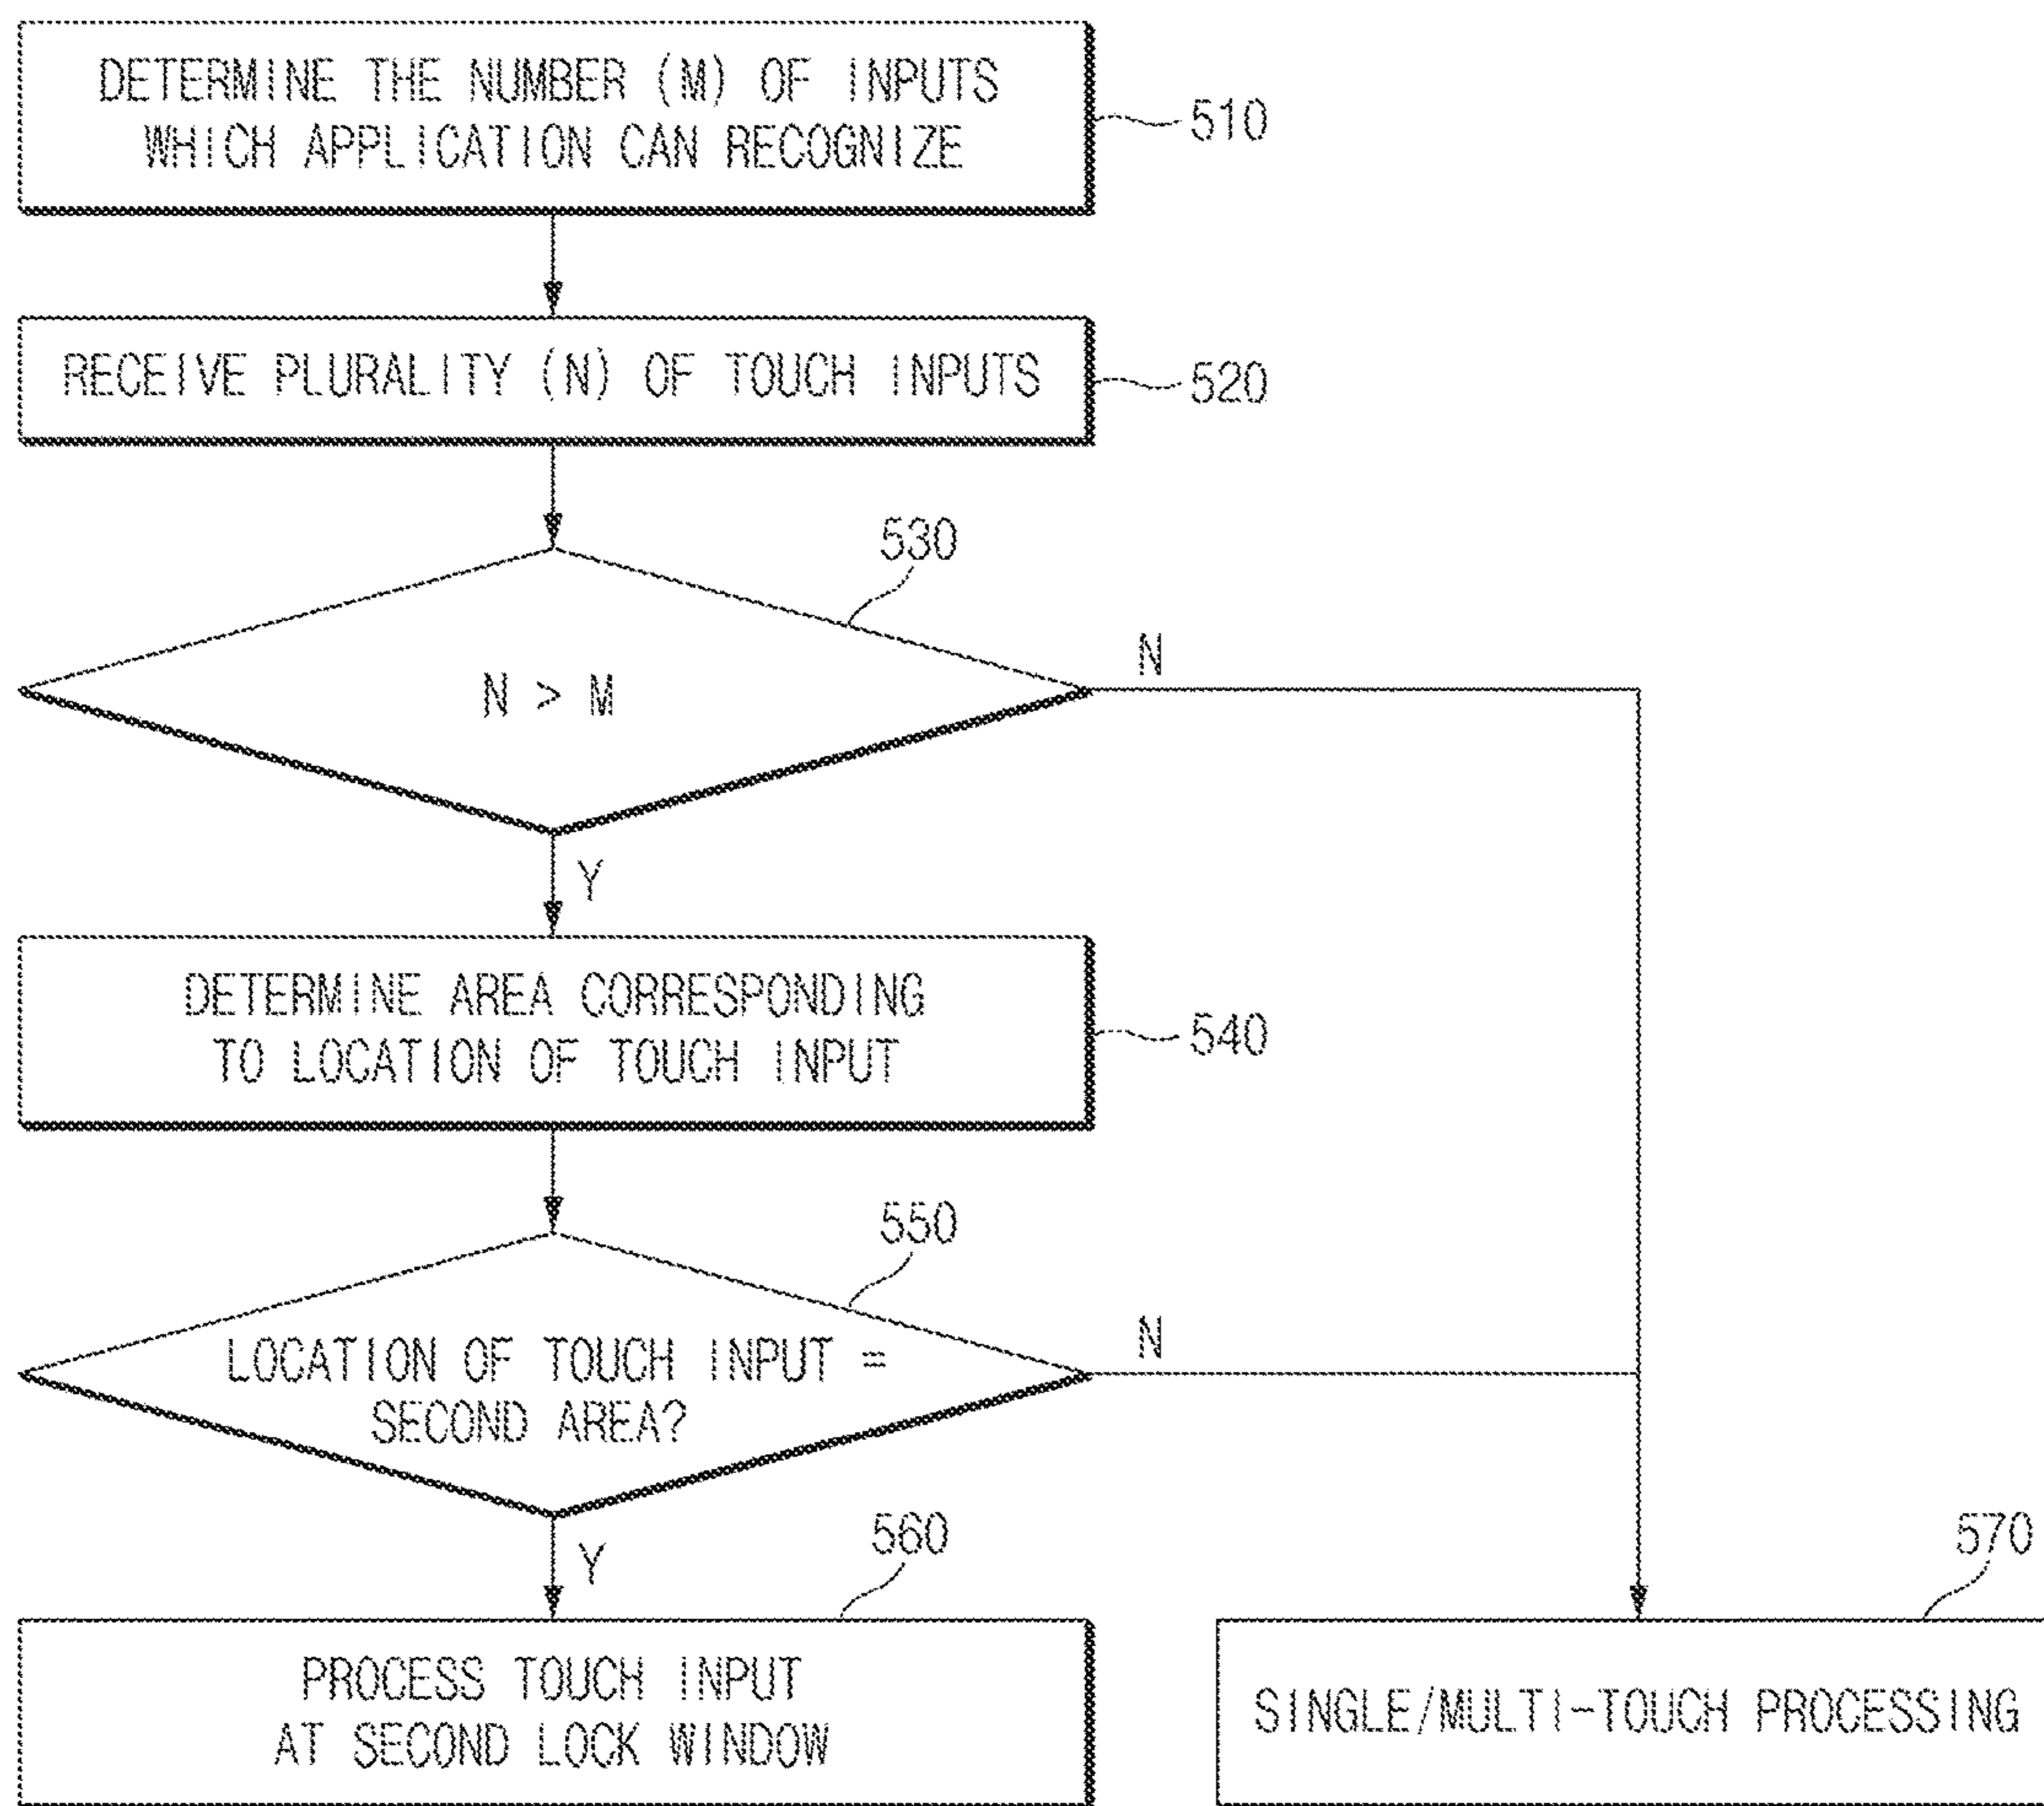 DETERMINE THE NUMBER (M) OF INPUTS
WHICH APPLICATION CAN RECOGNIZE
510
RECEIVE PLURALITY (N) OF TOUCH INPUTS
520
530
N > M
N
Y
DETERMINE AREA CORRESPONDING
TO LOCATION OF TOUCH INPUT
540
550
LOCATION OF TOUCH INPUT =
SECOND AREA?
N
Y
560
PROCESS TOUCH INPUT
AT SECOND LOCK WINDOW
570
SINGLE/MULTI-TOUCH PROCESSING